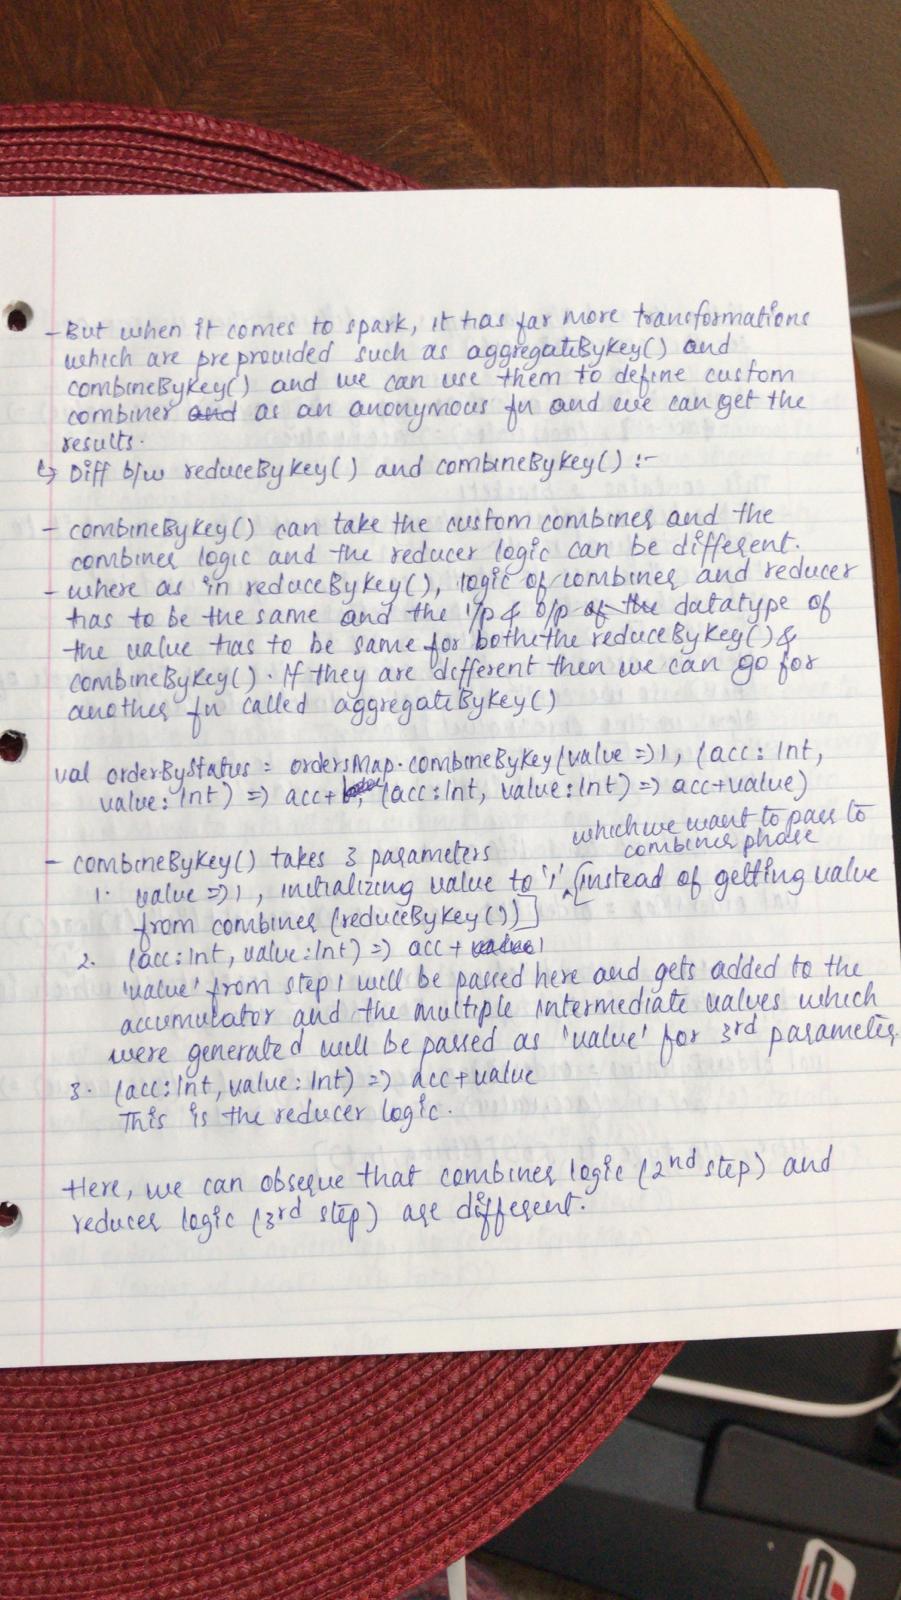 - But when it comes to spark, it has far more transformations
which are preprovided such as aggregateByKey() and
combineByKey() and we can use them to define custom
combiner and as an anonymous fn and we can get the
results.
↳ Diff b/w reduceByKey() and combineByKey() :-
- combineByKey() can take the custom combiner and the
combiner logic and the reducer logic can be different.
- where as in reduceByKey(), logic of combiner and reducer
has to be the same and the i/p & o/p of the datatype of
the value has to be same for bothethe reduceByKey() &
combineByKey(). If they are different then we can go for
another fn called aggregateByKey()
val orderByStatus = ordersMap.combineByKey(value => 1, (acc: Int,
value: Int) => acc+ , (acc: Int, value: Int) => acc+value)
which we want to pass to
combiner phase
- combineByKey() takes 3 parameters
1. value => 1, initializing value to '1' [instead of getting value
from combiner (reduceByKey())]
2. (acc: Int, value: Int) => acc + value 1
'value' from step 1 will be passed here and gets added to the
accumulator and the multiple intermediate values which
were generated will be passed as 'value' for 3rd parameter
3. (acc: Int, value: Int) => acc+value
This is the reducer logic.
Here, we can observe that combiner logic (2nd step) and
reducer logic (3rd step) are different.